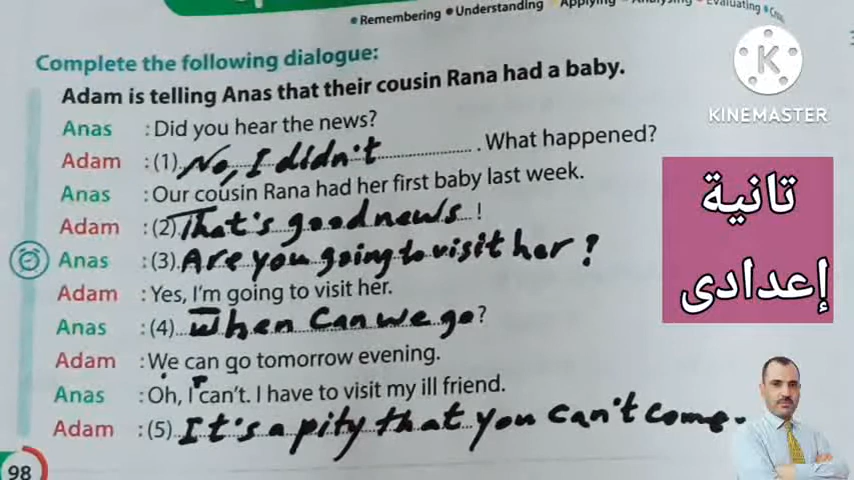 •Remembering •Understanding •Applying •Analysing •Evaluating
Complete the following dialogue:
Adam is telling Anas that their cousin Rana had a baby.
Anas : Did you hear the news?
Adam : (1) No, I didn't . What happened?
Anas : Our cousin Rana had her first baby last week.
Adam : (2) That's good news !
Anas : (3) Are you going to visit her?
Adam : Yes, I'm going to visit her.
Anas : (4) When can we go?
Adam : We can go tomorrow evening.
Anas : Oh, I can't. I have to visit my ill friend.
Adam : (5) It's a pity that you can't come.
98
KINEMASTER
تانية
إعدادى